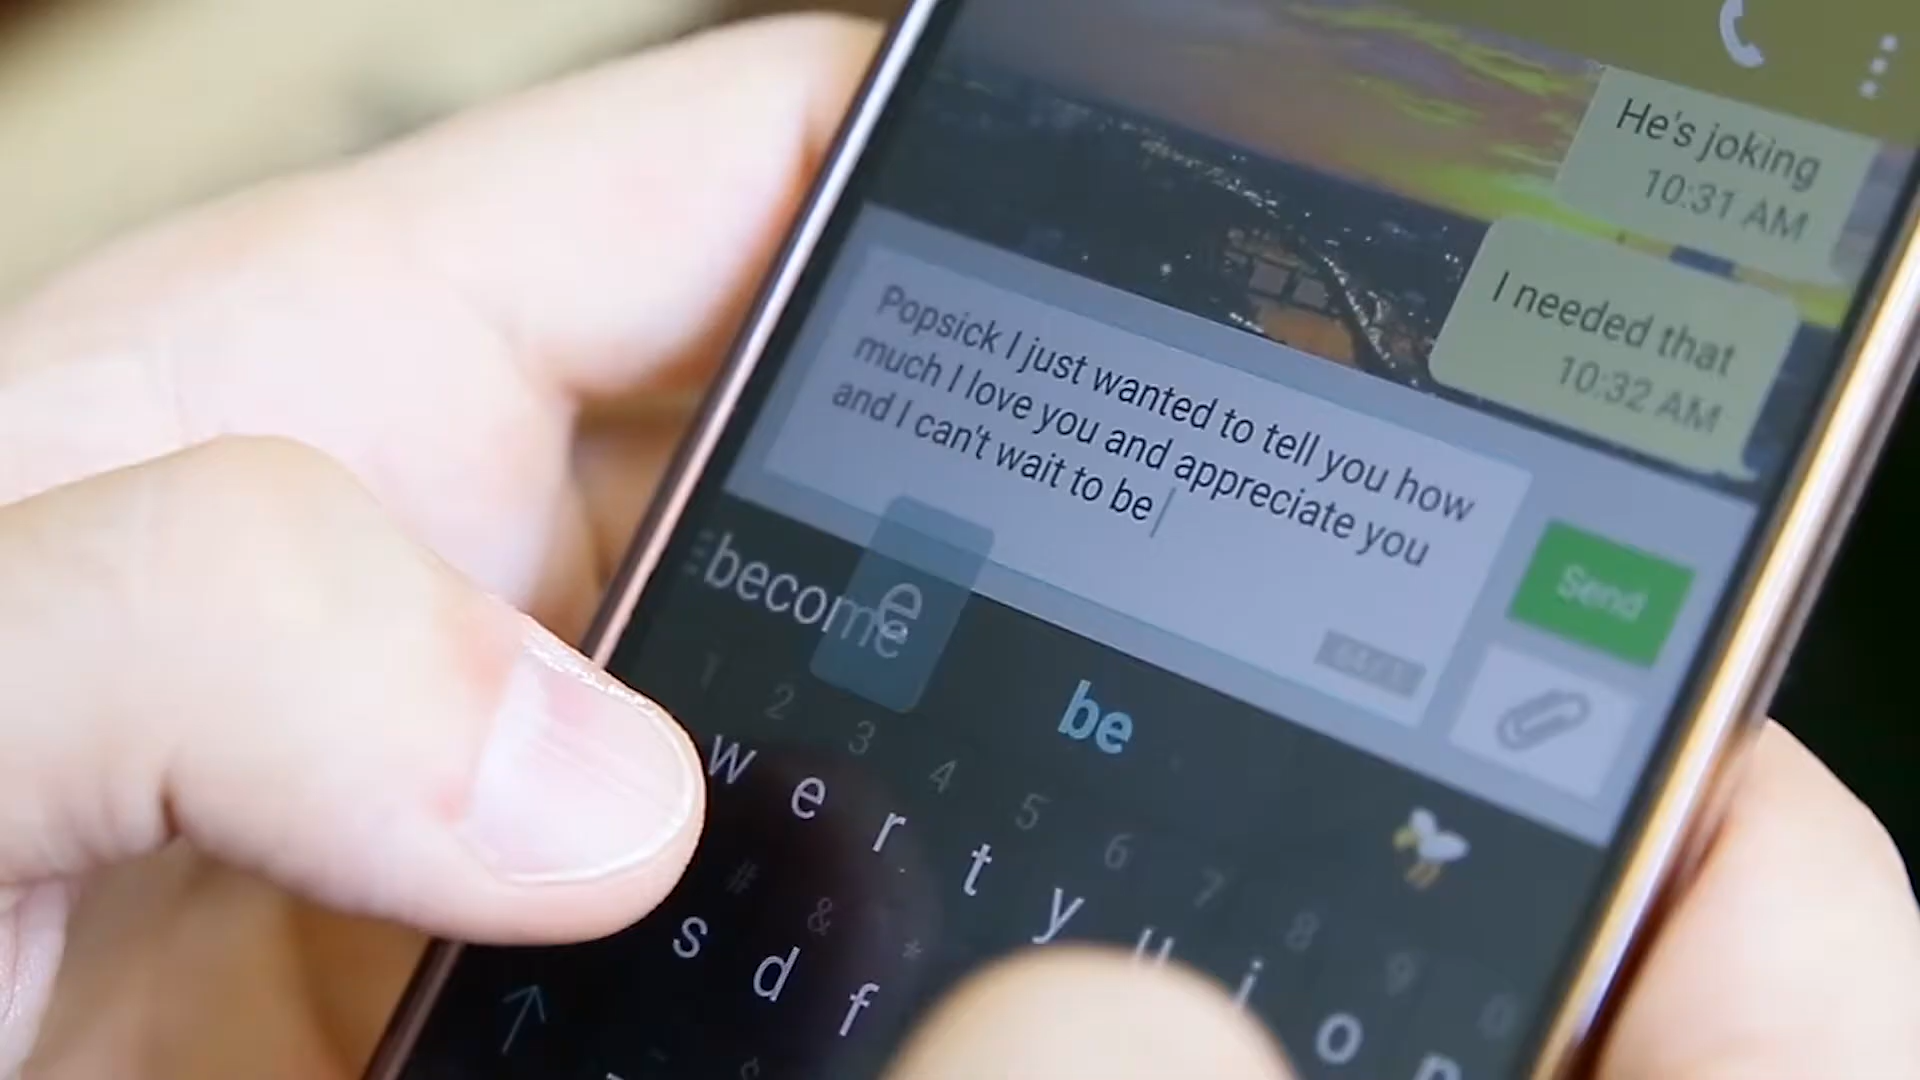 He's joking
10:31 AM
I needed that
10:32 AM
Popsick I just wanted to tell you how
much I love you and appreciate you
and I can't wait to be
Send
become
e
be
1 2 3 4 5 6 7 8 9 0
w e r t y u i o p
# & *
s d f